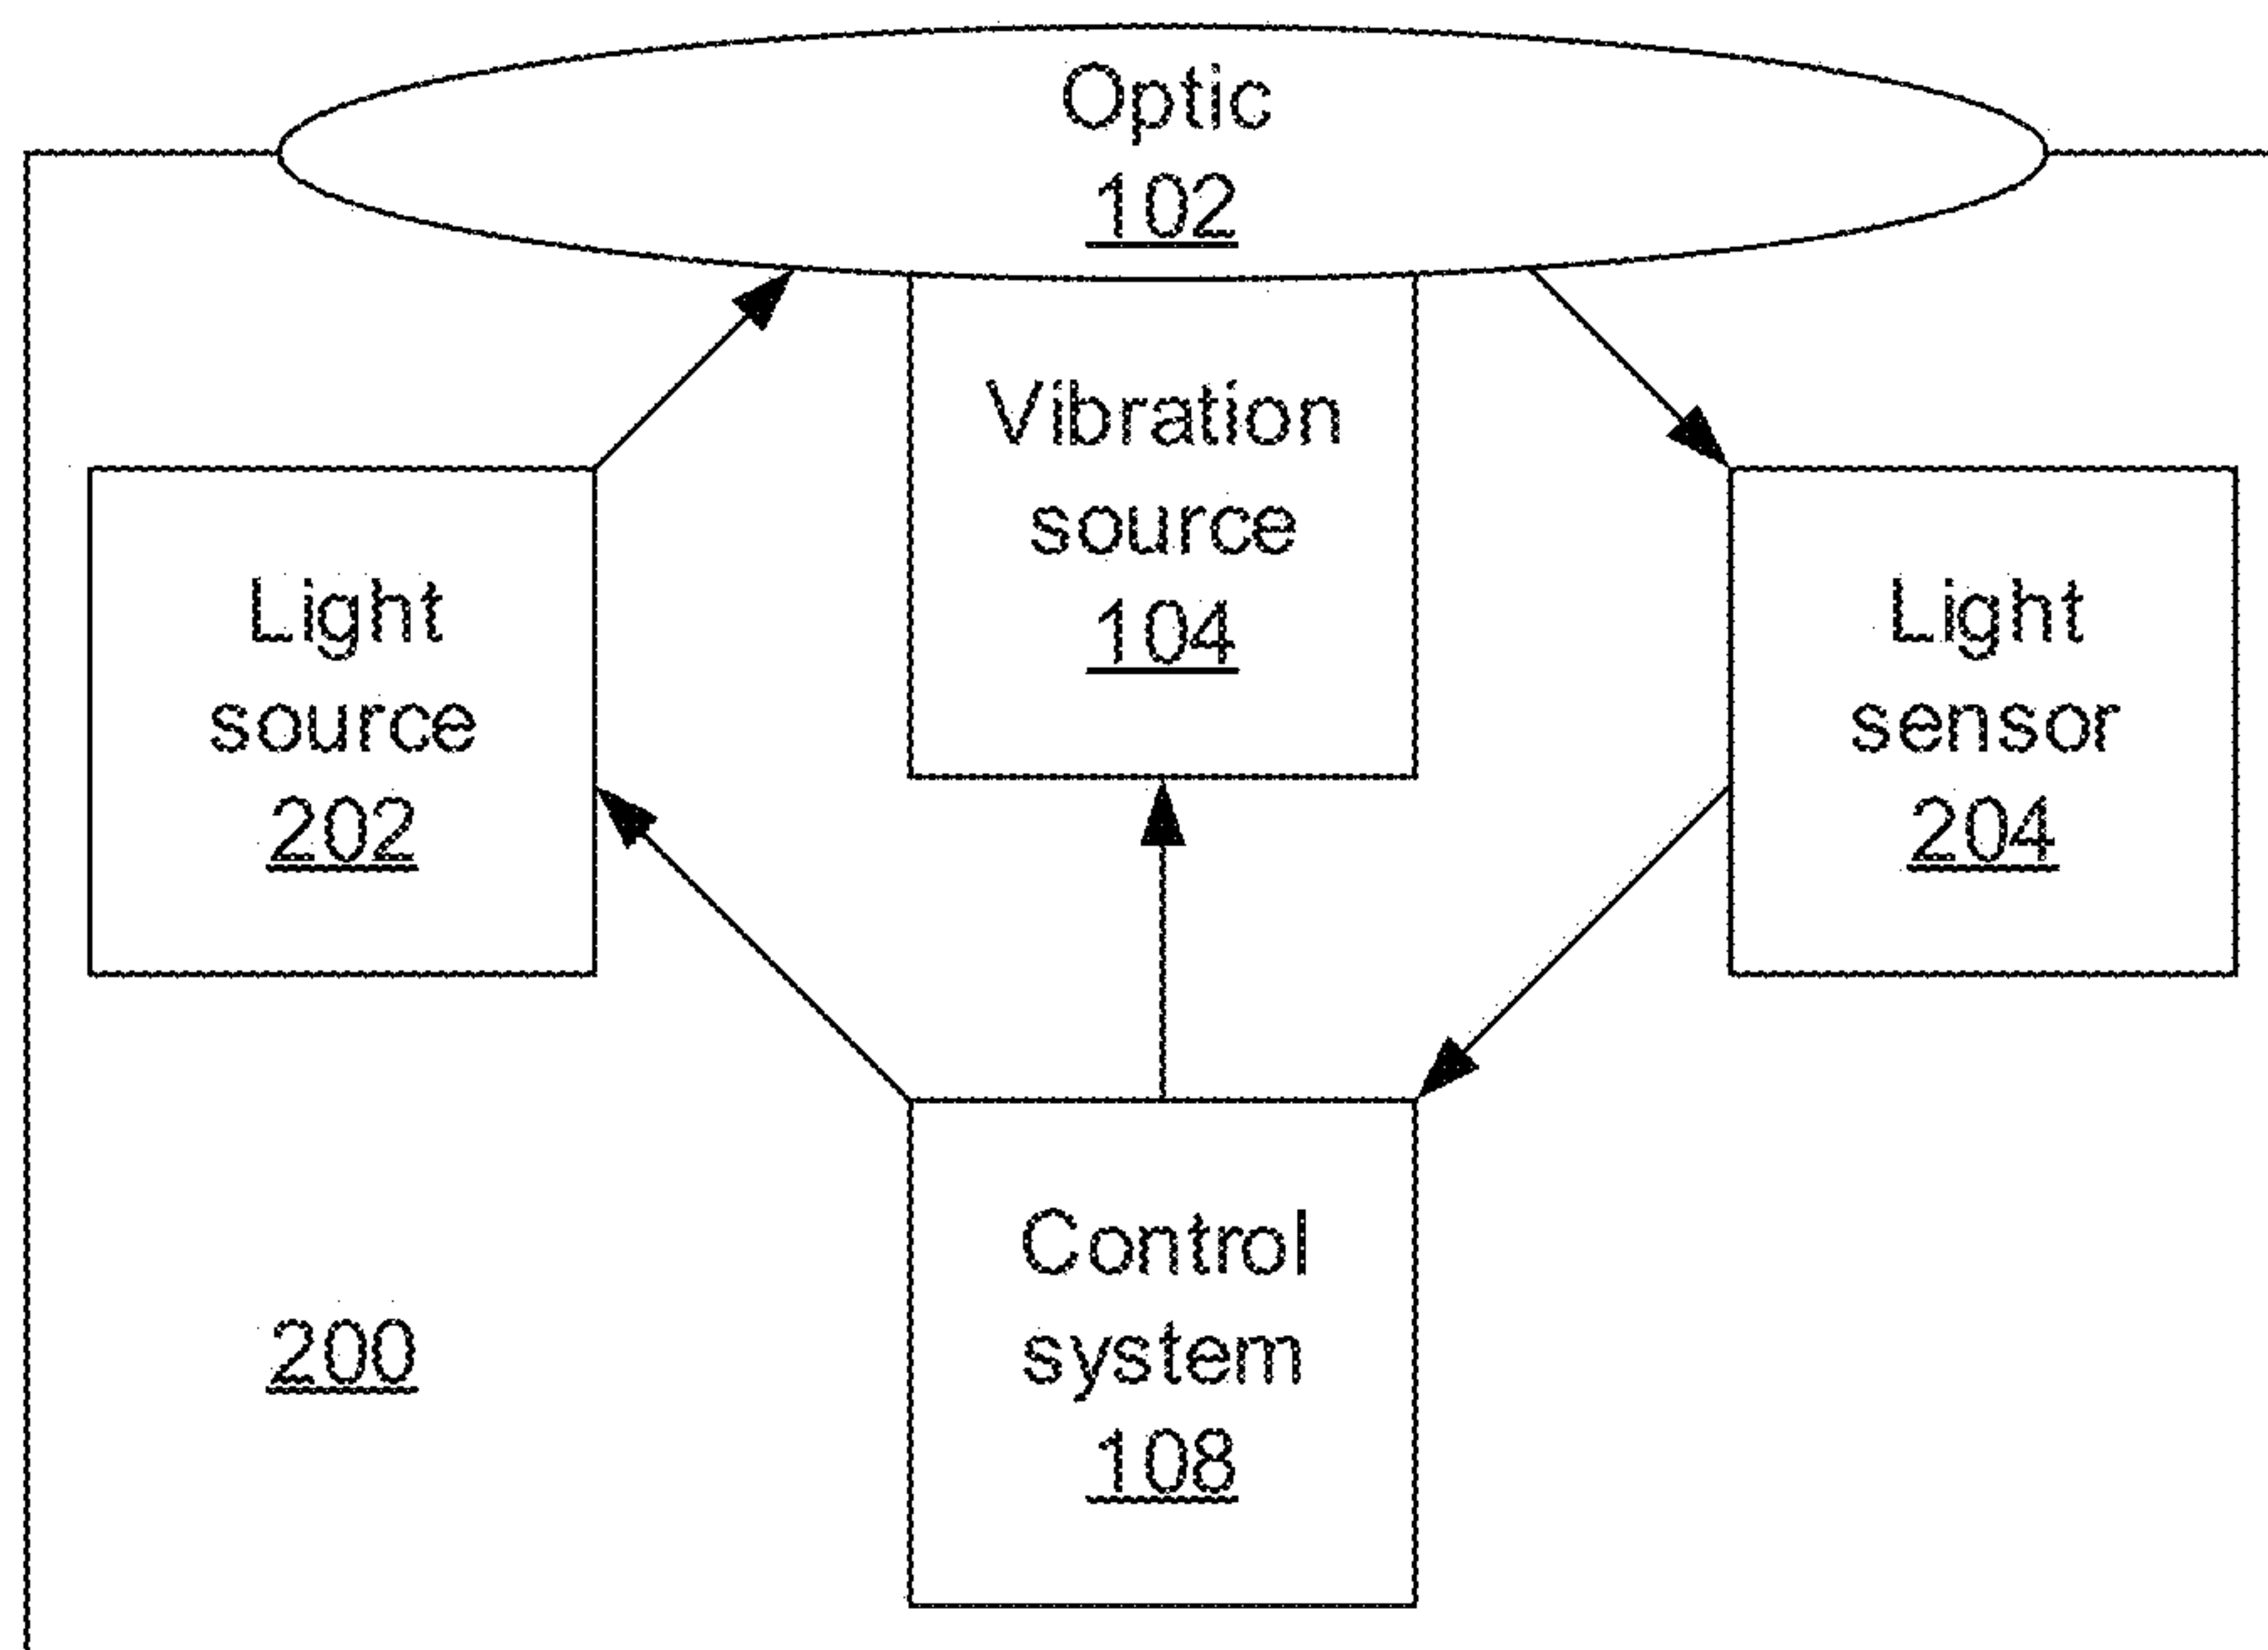 Optic
102
Vibration
source
104
Light
source
202
Light
sensor
204
Control
system
108
200